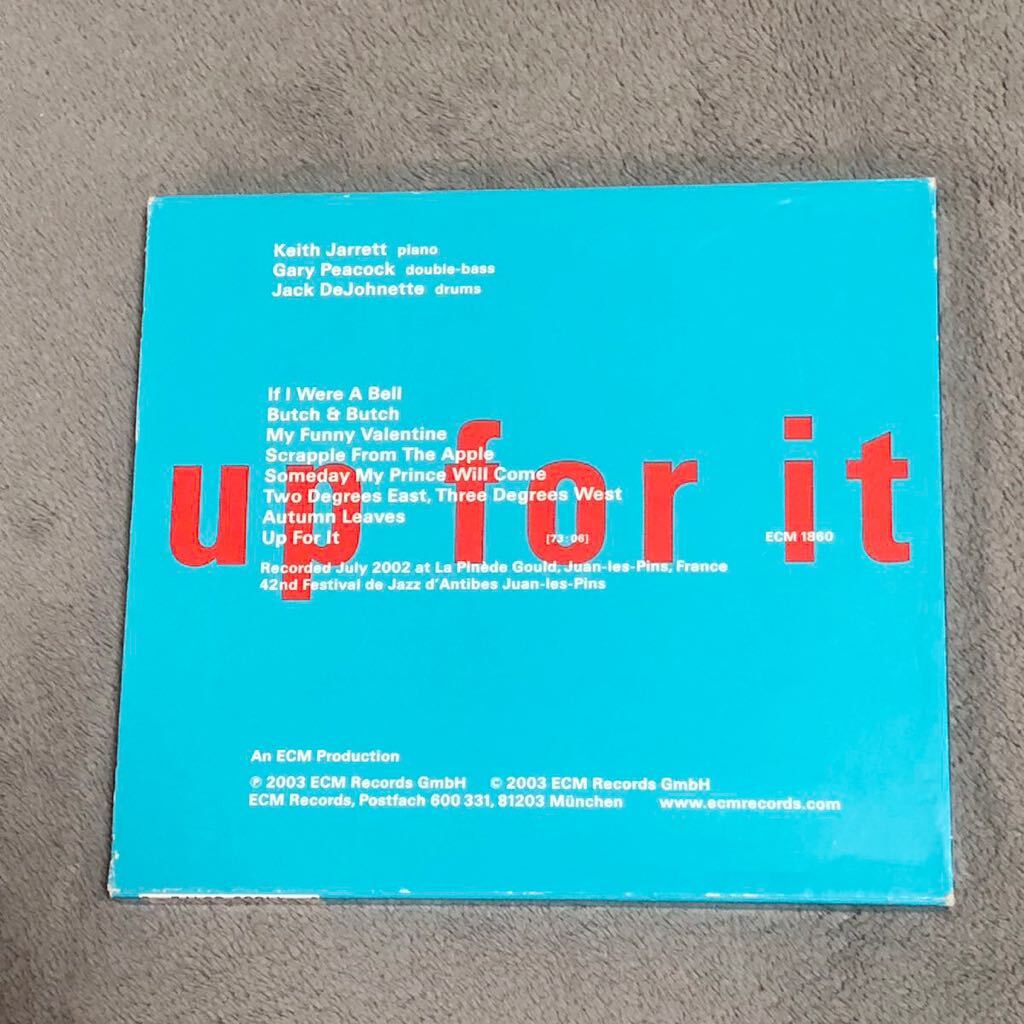 Keith Jarrett piano
Gary Peacock double-bass
Jack DeJohnette drums
If I Were A Bell
Butch & Butch
My Funny Valentine
Scrapple From The Apple
Someday My Prince Will Come
Two Degrees East, Three Degrees West
Autumn Leaves
Up For It [73:06] ECM 1860
up for it
Recorded July 2002 at La Pinède Gould, Juan-les-Pins, France
42nd Festival de Jazz d'Antibes Juan-les-Pins
An ECM Production
℗ 2003 ECM Records GmbH © 2003 ECM Records GmbH
ECM Records, Postfach 600 331, 81203 München www.ecmrecords.com